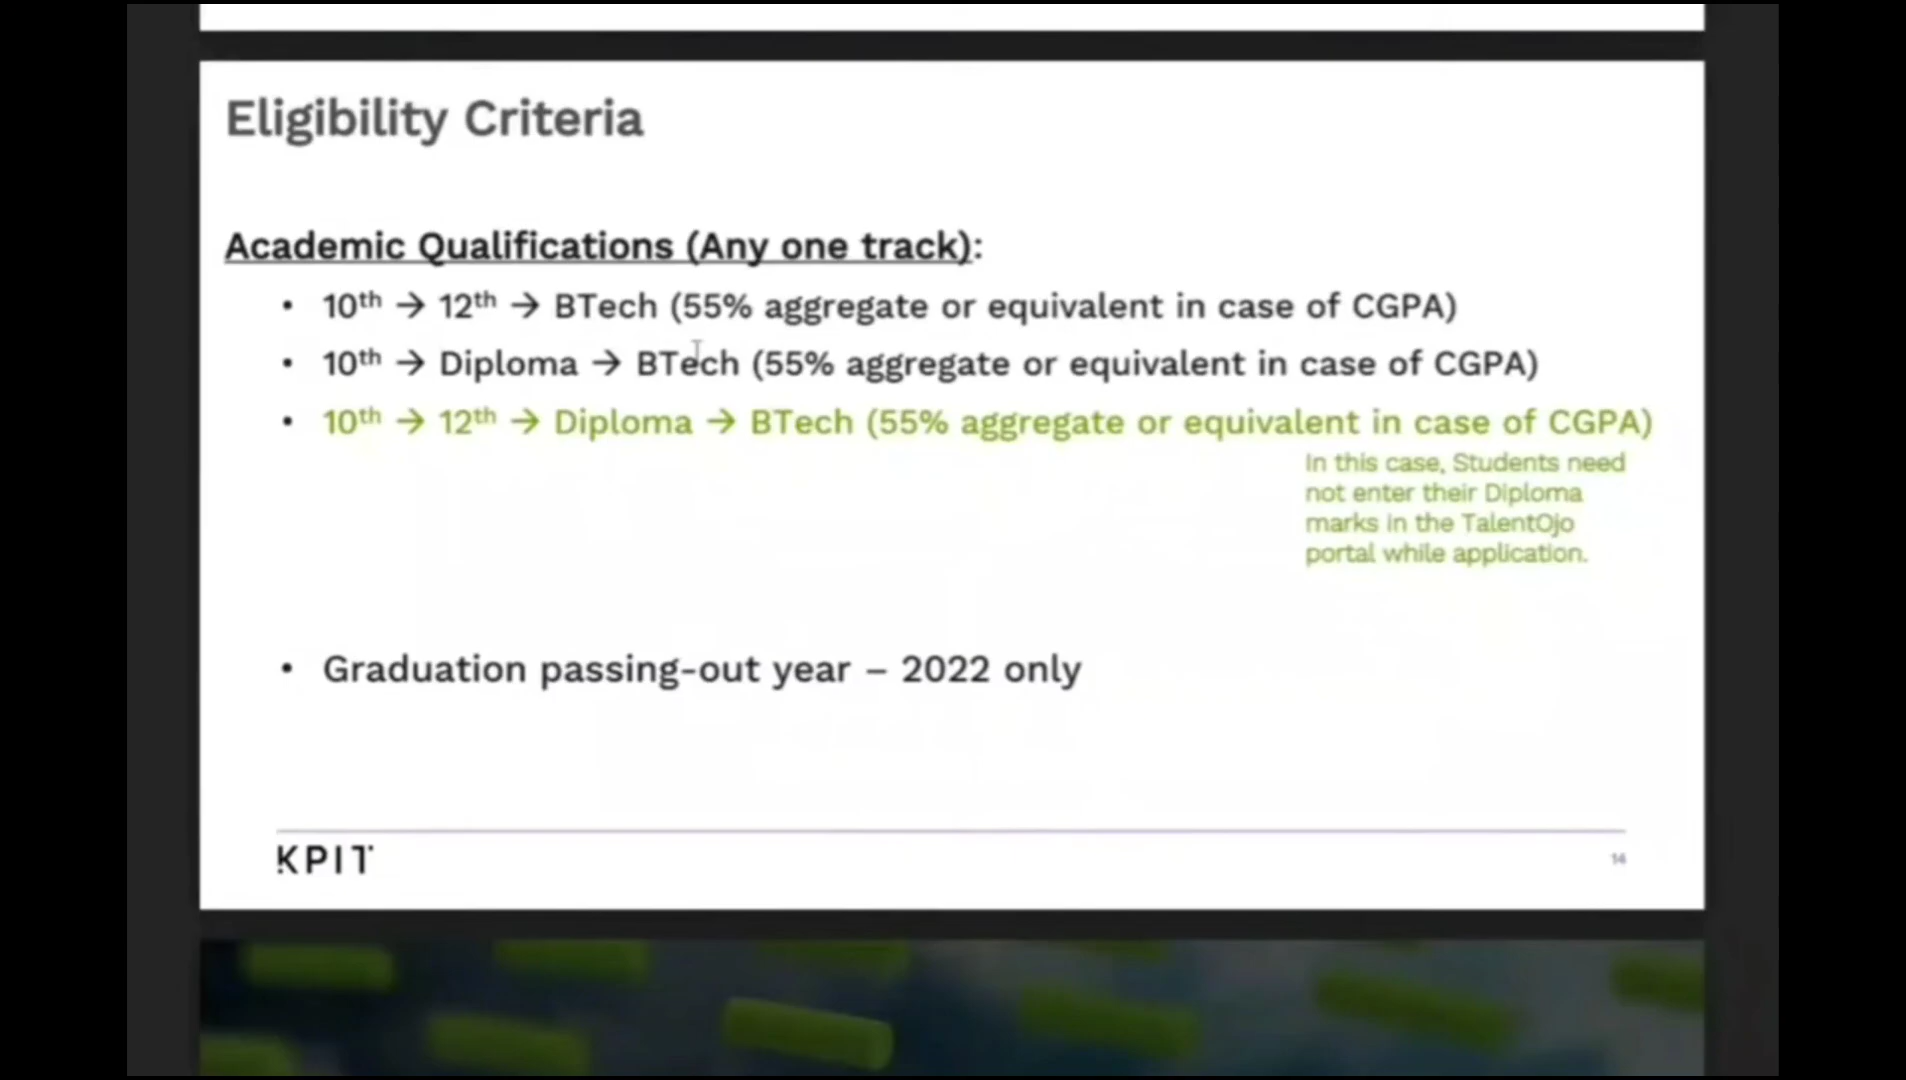 Eligibility Criteria
Academic Qualifications (Any one track):
• 10th → 12th → BTech (55% aggregate or equivalent in case of CGPA)
• 10th → Diploma → BTech (55% aggregate or equivalent in case of CGPA)
• 10th → 12th → Diploma → BTech (55% aggregate or equivalent in case of CGPA)
In this case, Students need
not enter their Diploma
marks in the TalentOjo
portal while application.
• Graduation passing-out year – 2022 only
KPIT
14